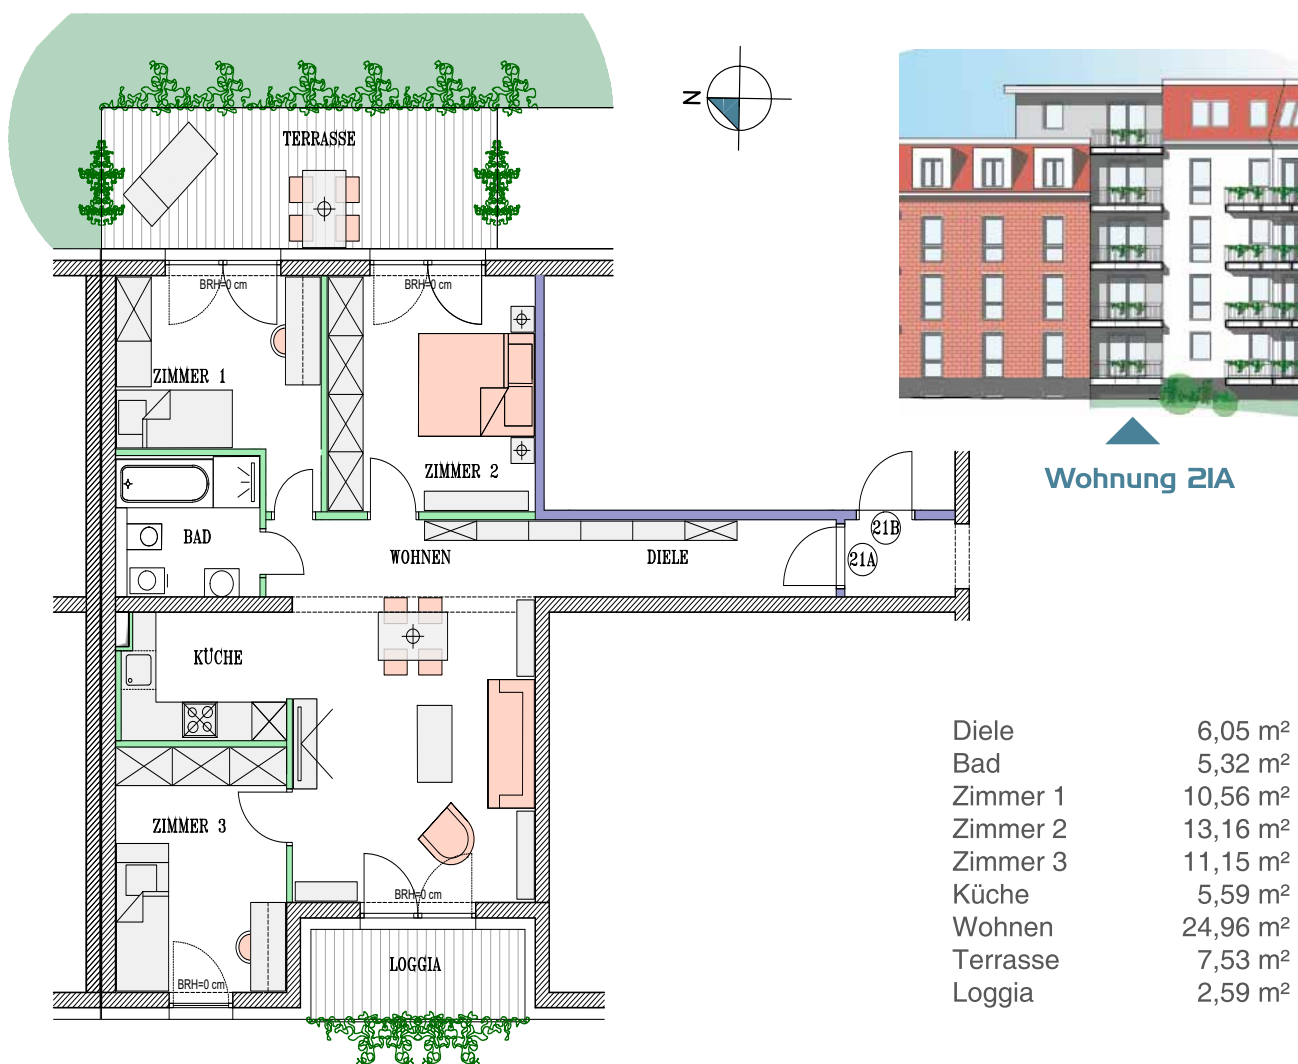 TERRASSE
N
BRH=0 cm
BRH=0 cm
ZIMMER 1
ZIMMER 2
Wohnung 21A
BAD
WOHNEN
DIELE
21B
21A
KÜCHE
ZIMMER 3
BRH=0 cm
LOGGIA
BRH=0 cm
Diele 6,05 m²
Bad 5,32 m²
Zimmer 1 10,56 m²
Zimmer 2 13,16 m²
Zimmer 3 11,15 m²
Küche 5,59 m²
Wohnen 24,96 m²
Terrasse 7,53 m²
Loggia 2,59 m²